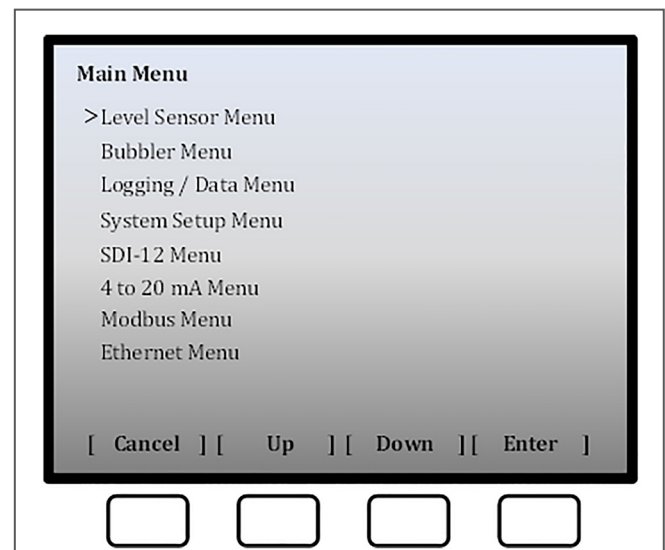 Main Menu
>Level Sensor Menu
Bubbler Menu
Logging / Data Menu
System Setup Menu
SDI-12 Menu
4 to 20 mA Menu
Modbus Menu
Ethernet Menu
[ Cancel ] [ Up ] [ Down ] [ Enter ]